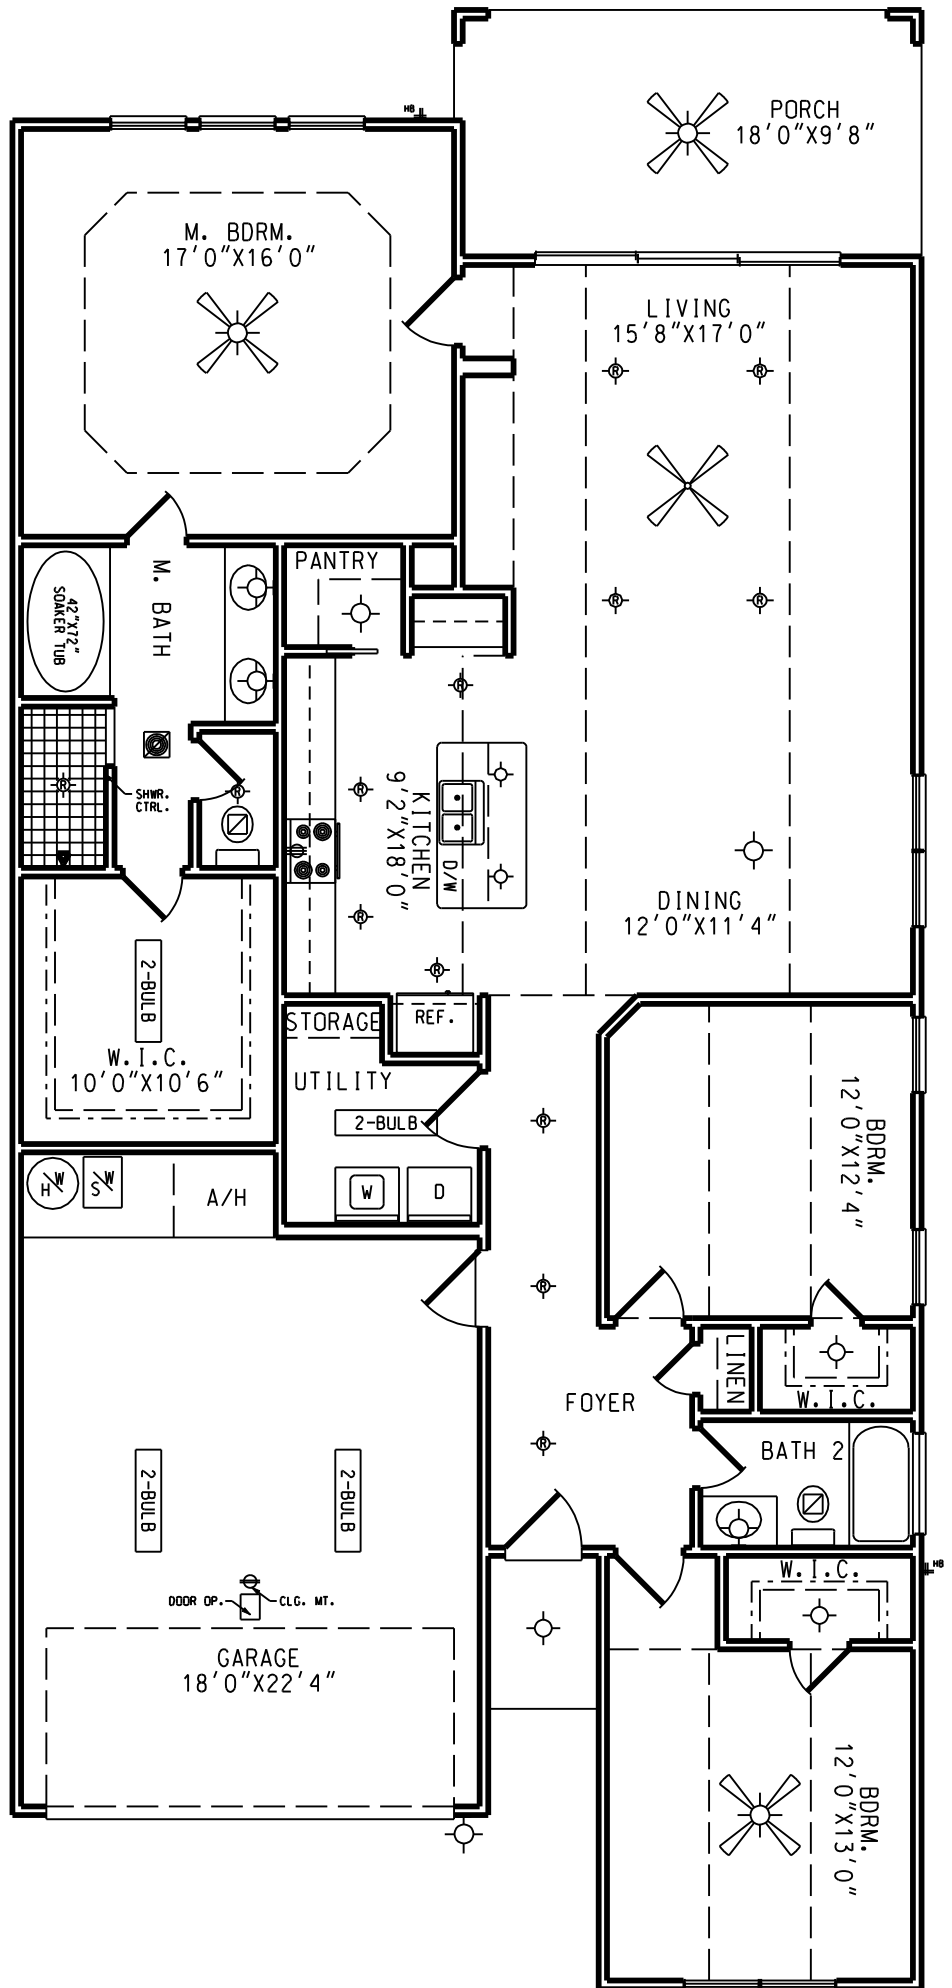 HB
PORCH
18'0"X9'8"
M. BDRM.
17'0"X16'0"
LIVING
15'8"X17'0"
R
R
PANTRY
M. BATH
42"X72"
SOAKER TUB
R
R
R
R
R
R
SHWR.
CTRL.
KITCHEN
9'2"X18'0"
D/W
R
DINING
12'0"X11'4"
R
2-BULB
W.I.C.
10'0"X10'6"
STORAGE
REF.
UTILITY
2-BULB
R
BDRM.
12'0"X12'4"
H/W
S/W
A/H
W
D
R
LINEN
W.I.C.
FOYER
R
BATH 2
2-BULB
2-BULB
W.I.C.
HB
DOOR OP.
CLG. MT.
GARAGE
18'0"X22'4"
BDRM.
12'0"X13'0"